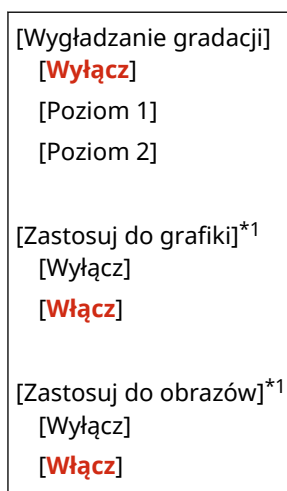 [Wygładzanie gradacji]
[Wyłącz]
[Poziom 1]
[Poziom 2]
[Zastosuj do grafiki]*1
[Wyłącz]
[Włącz]
[Zastosuj do obrazów]*1
[Wyłącz]
[Włącz]